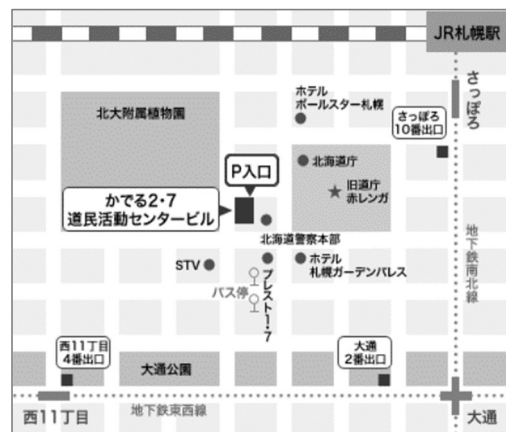 JR札幌駅
さっぽろ
ホテル
ポールスター札幌
さっぽろ
10番出口
北大附属植物園
P入口
北海道庁
旧道庁
赤レンガ
かでる2・7
道民活動センタービル
北海道警察本部
地下鉄南北線
STV
ホテル
札幌ガーデンパレス
バス停
プレスト1・7
西11丁目
4番出口
大通公園
大通
2番出口
西11丁目
地下鉄東西線
大通